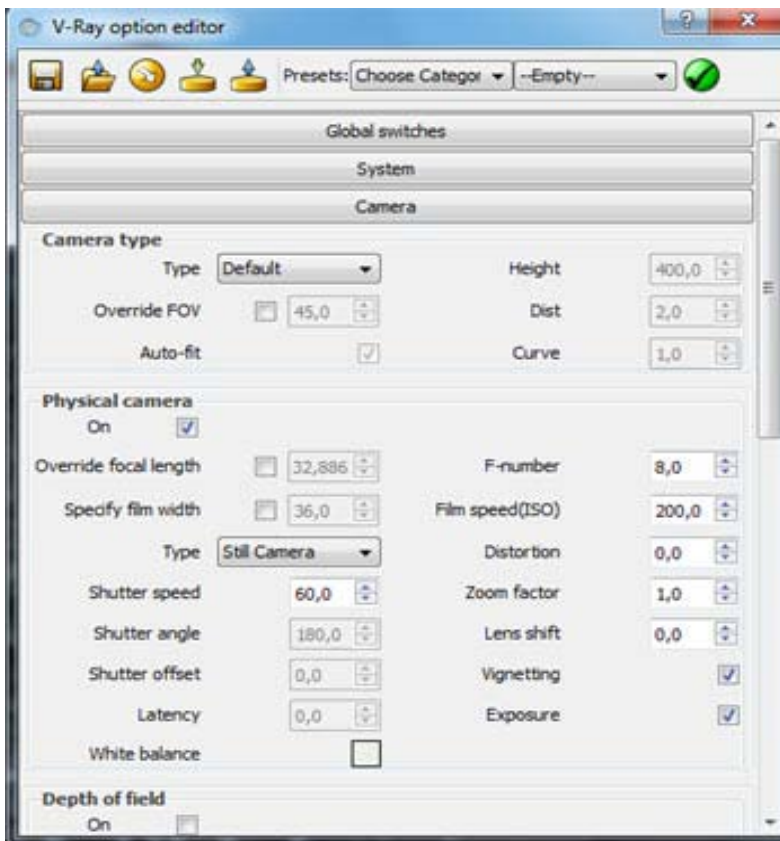 V-Ray option editor
Presets: Choose Categor --Empty--
Global switches
System
Camera
Camera type
Type Default Height 400,0
Override FOV 45,0 Dist 2,0
Auto-fit Curve 1,0
Physical camera
On
Override focal length 32,886 F-number 8,0
Specify film width 36,0 Film speed(ISO) 200,0
Type Still Camera Distortion 0,0
Shutter speed 60,0 Zoom factor 1,0
Shutter angle 180,0 Lens shift 0,0
Shutter offset 0,0 Vignetting
Latency 0,0 Exposure
White balance
Depth of field
On